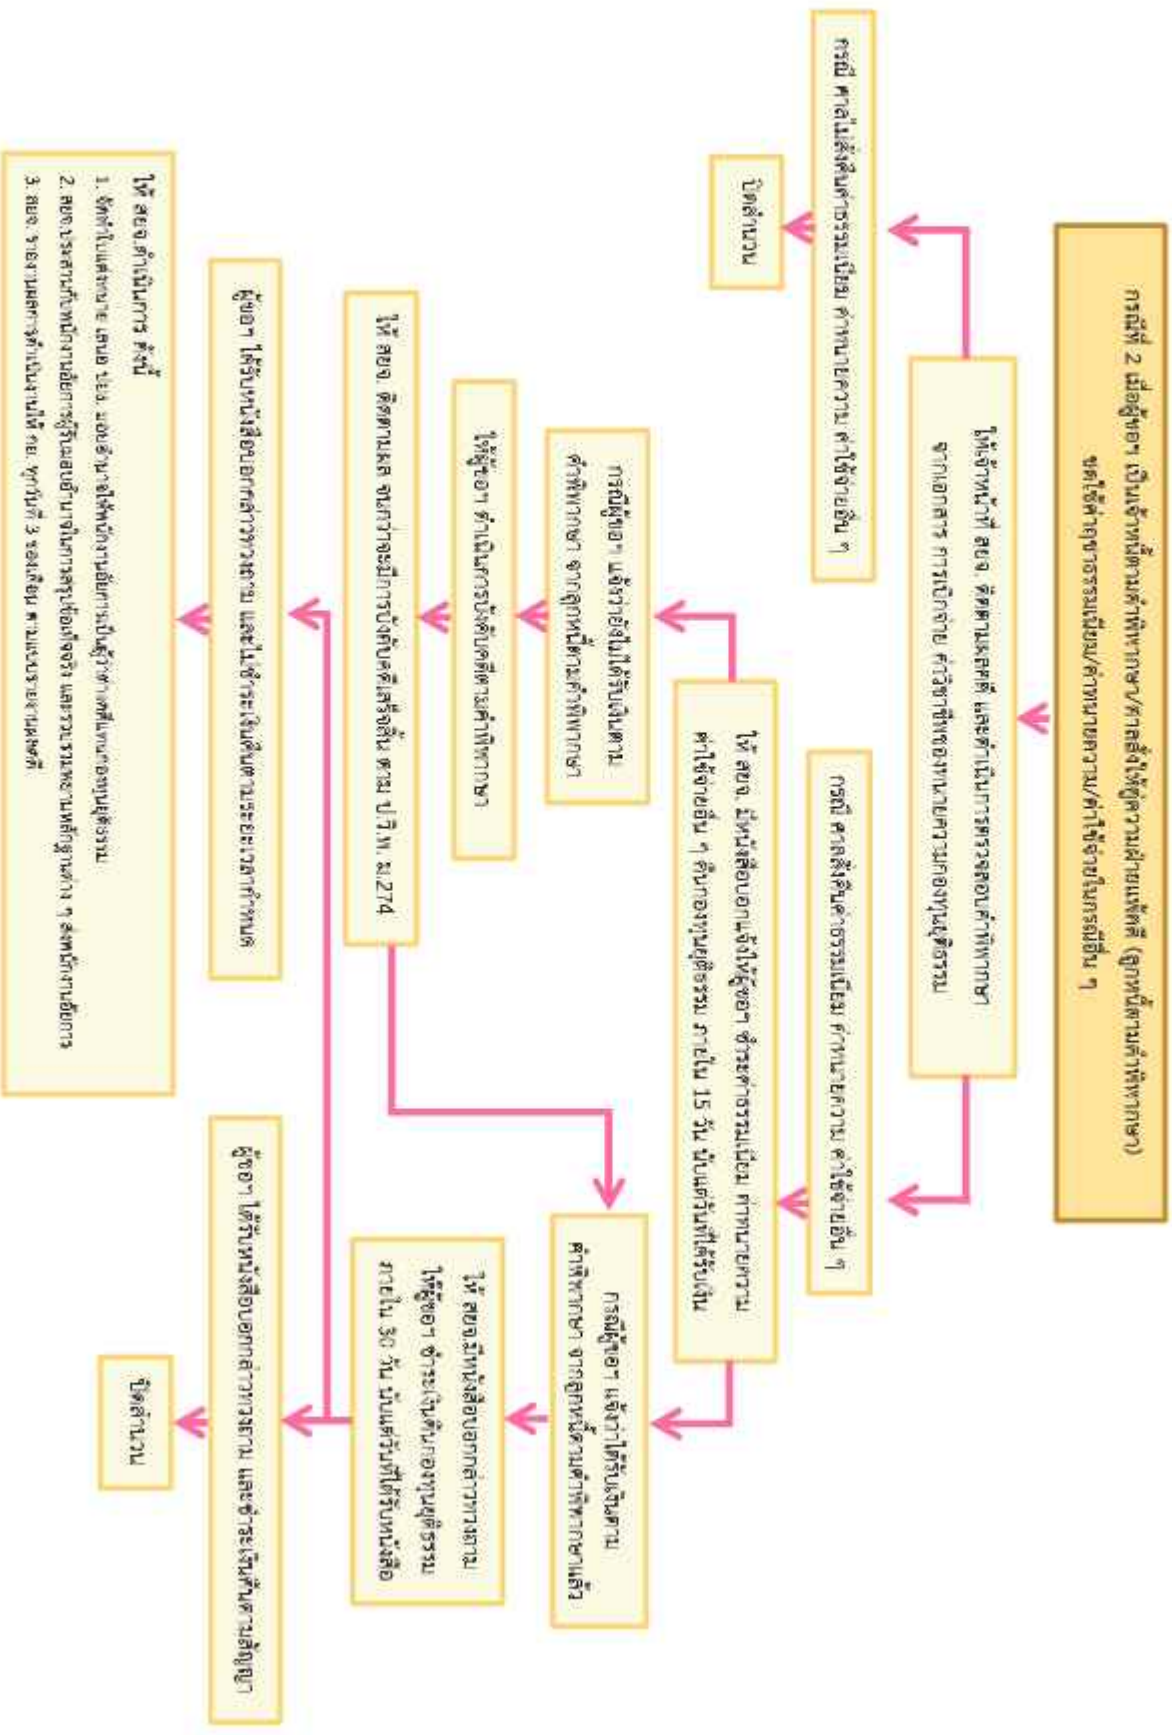 กรณีที่ 2 เมื่อผู้ขอฯ เป็นเจ้าหนี้ตามคำพิพากษา/ศาลสั่งให้คู่ความฝ่ายแพ้คดี (ลูกหนี้ตามคำพิพากษา)
ชดใช้ค่าฤชาธรรมเนียม/ค่าทนายความ/ค่าใช้จ่ายในกรณีอื่น ๆ
ให้เจ้าหน้าที่ สยจ. ติดตามผลคดี และดำเนินการตรวจสอบคำพิพากษา
จากเอกสาร การเบิกจ่าย ค่าวิชาชีพของทนายความกองทุนยุติธรรม
กรณี ศาลไม่สั่งคืนค่าธรรมเนียม ค่าทนายความ ค่าใช้จ่ายอื่น ๆ
ปิดสำนวน
กรณี ศาลสั่งคืนค่าธรรมเนียม ค่าทนายความ ค่าใช้จ่ายอื่น ๆ
ให้ สยจ. มีหนังสือบอกแจ้งให้ผู้ขอฯ ชำระค่าธรรมเนียม ค่าทนายความ
ค่าใช้จ่ายอื่น ๆ คืนกองทุนยุติธรรม ภายใน 15 วัน นับแต่วันที่ได้รับเงิน
กรณีผู้ขอฯ แจ้งว่ายังไม่ได้รับเงินตาม
คำพิพากษา จากลูกหนี้ตามคำพิพากษา
กรณีผู้ขอฯ แจ้งว่าได้รับเงินตาม
คำพิพากษา จากลูกหนี้ตามคำพิพากษาแล้ว
ให้ผู้ขอฯ ดำเนินการบังคับคดีตามคำพิพากษา
ให้ สยจ. ติดตามผล จนกว่าจะมีการบังคับคดีเสร็จสิ้น ตาม ป.วิ.พ. ม.274
ให้ สยจ.มีหนังสือบอกกล่าวทวงถาม
ให้ผู้ขอฯ ชำระเงินคืนกองทุนยุติธรรม
ภายใน 30 วัน นับแต่วันที่ได้รับหนังสือ
ผู้ขอฯ ได้รับหนังสือบอกกล่าวทวงถาม และไม่ชำระเงินคืนตามระยะเวลากำหนด
ผู้ขอฯ ได้รับหนังสือบอกกล่าวทวงถาม และชำระเงินคืนตามสัญญา
ให้ สยจ.ดำเนินการ ดังนี้
1. จัดทำใบแต่งทนาย เสนอ ปยธ. มอบอำนาจให้พนักงานอัยการเป็นผู้ว่าต่างคดีแทนกองทุนยุติธรรม
2. สยจ.ประสานกับพนักงานอัยการผู้รับมอบอำนาจในการสรุปข้อเท็จจริง และรวบรวมพยานหลักฐานต่าง ๆ ส่งพนักงานอัยการ
3. สยจ. รายงานผลการดำเนินงานให้ กย. ทุกวันที่ 3 ของเดือน ตามแบบรายงานผลคดี
ปิดสำนวน